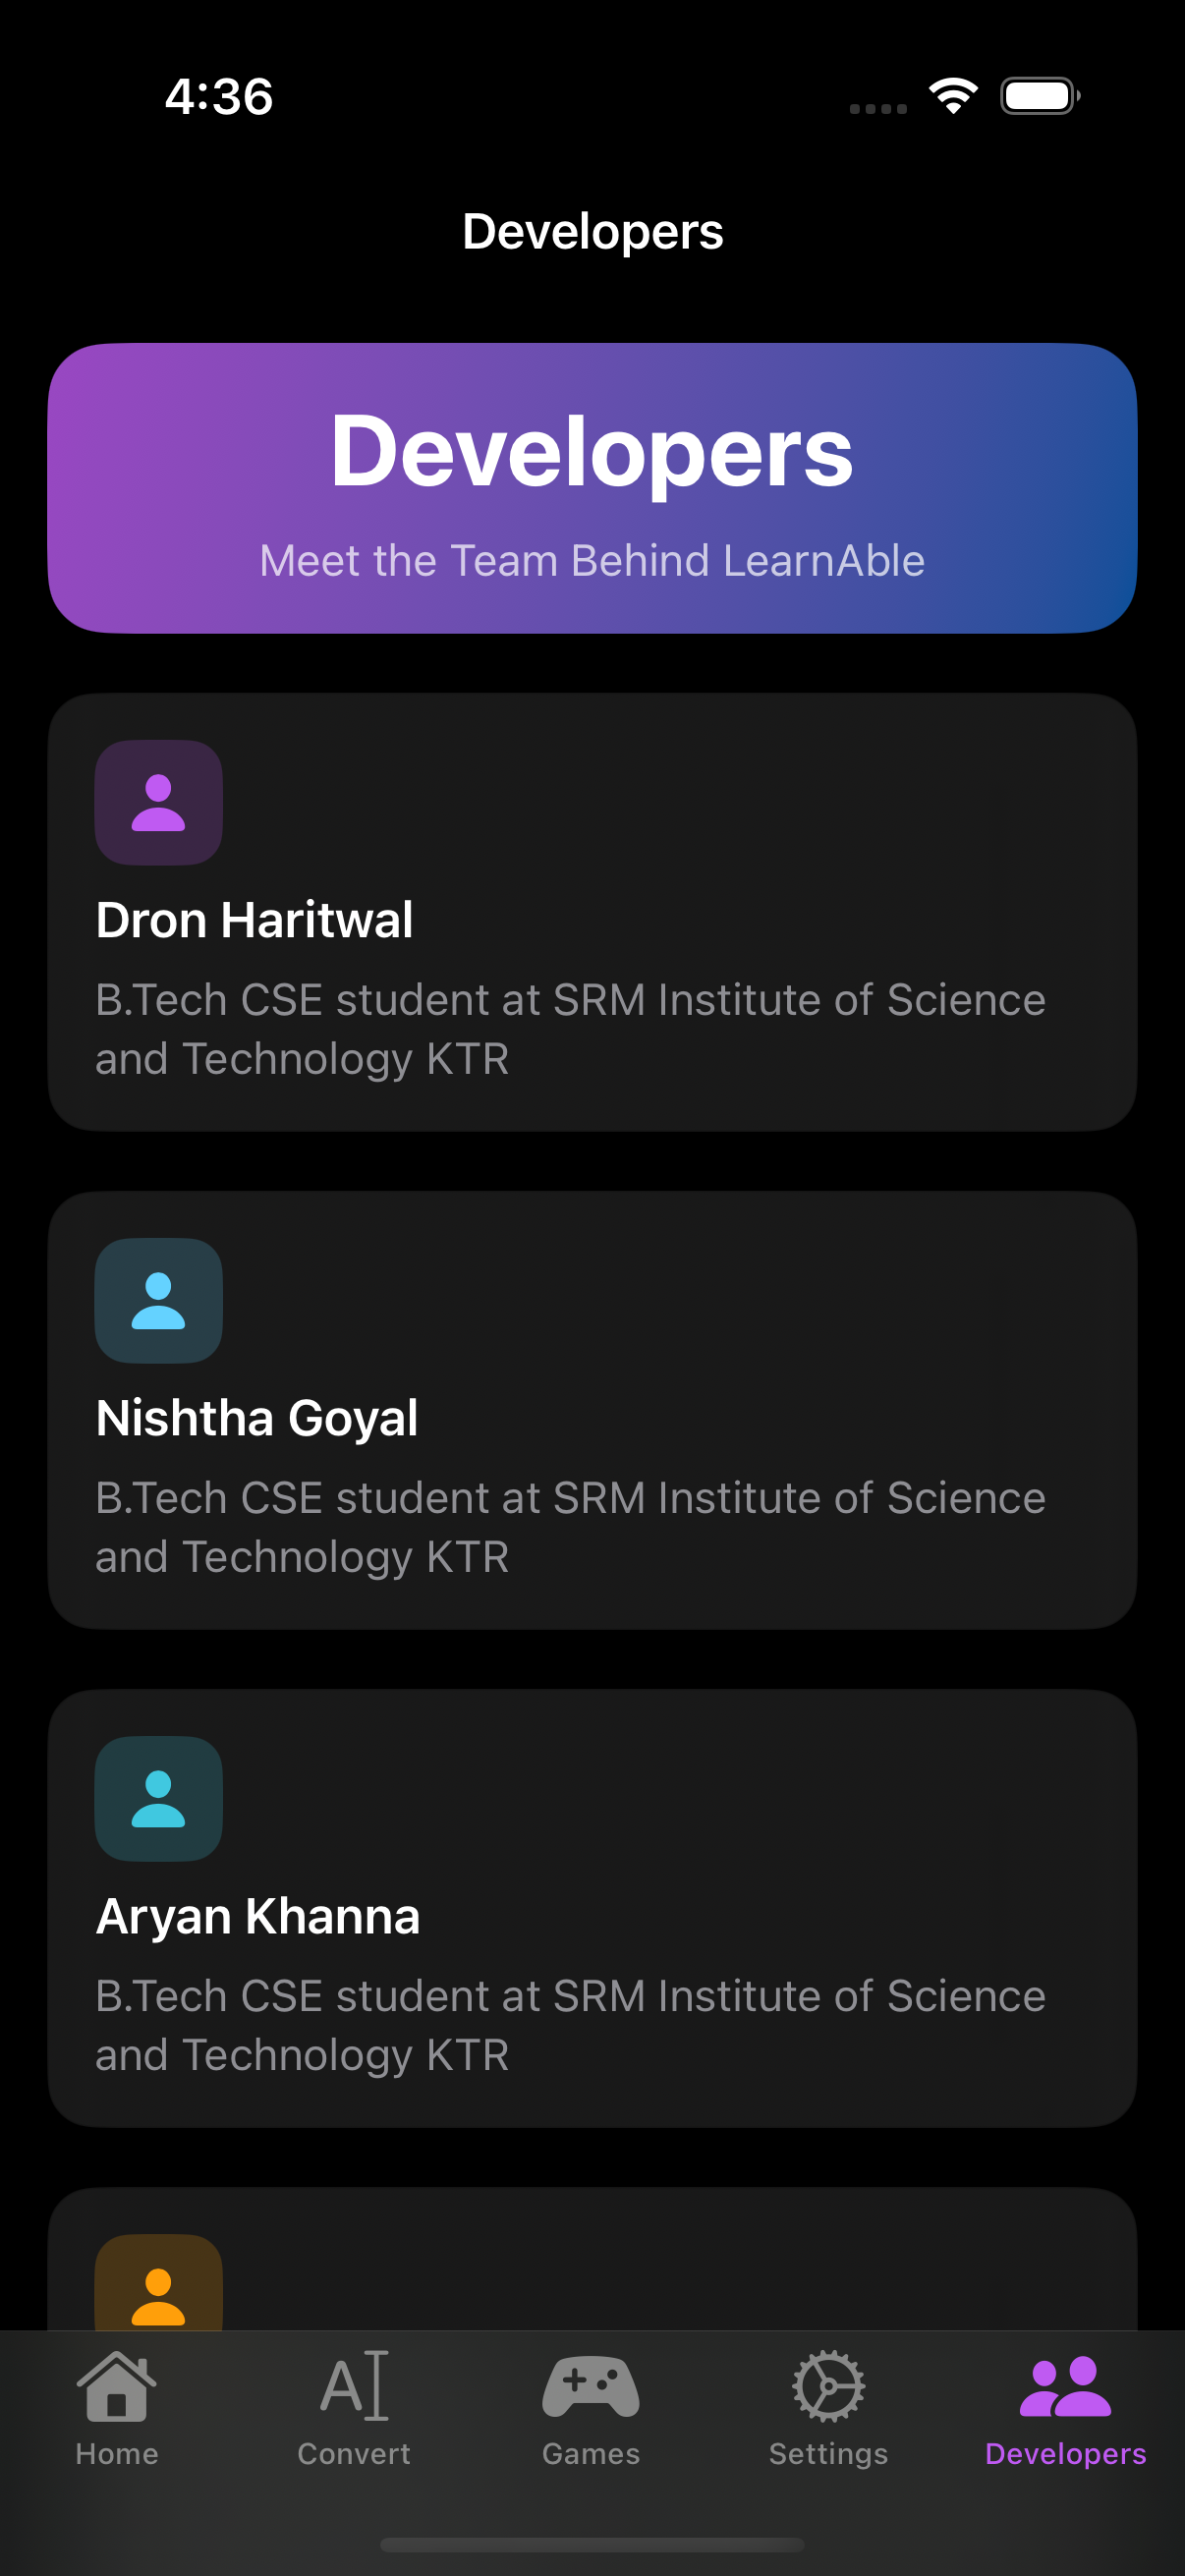 4:36
Developers
Developers
Meet the Team Behind LearnAble
Dron Haritwal
B.Tech CSE student at SRM Institute of Science
and Technology KTR
Nishtha Goyal
B.Tech CSE student at SRM Institute of Science
and Technology KTR
Aryan Khanna
B.Tech CSE student at SRM Institute of Science
and Technology KTR
Home Convert Games Settings Developers